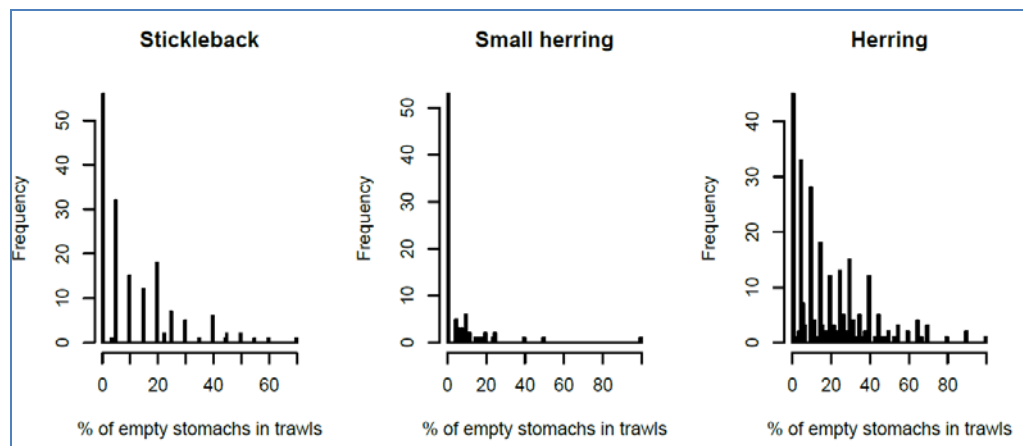 Stickleback
Small herring
Herring
Frequency
0 10 20 30 40 50
0 20 40 60
% of empty stomachs in trawls
Frequency
0 10 20 30 40 50
0 20 40 60 80
% of empty stomachs in trawls
Frequency
0 10 20 30 40
0 20 40 60 80
% of empty stomachs in trawls